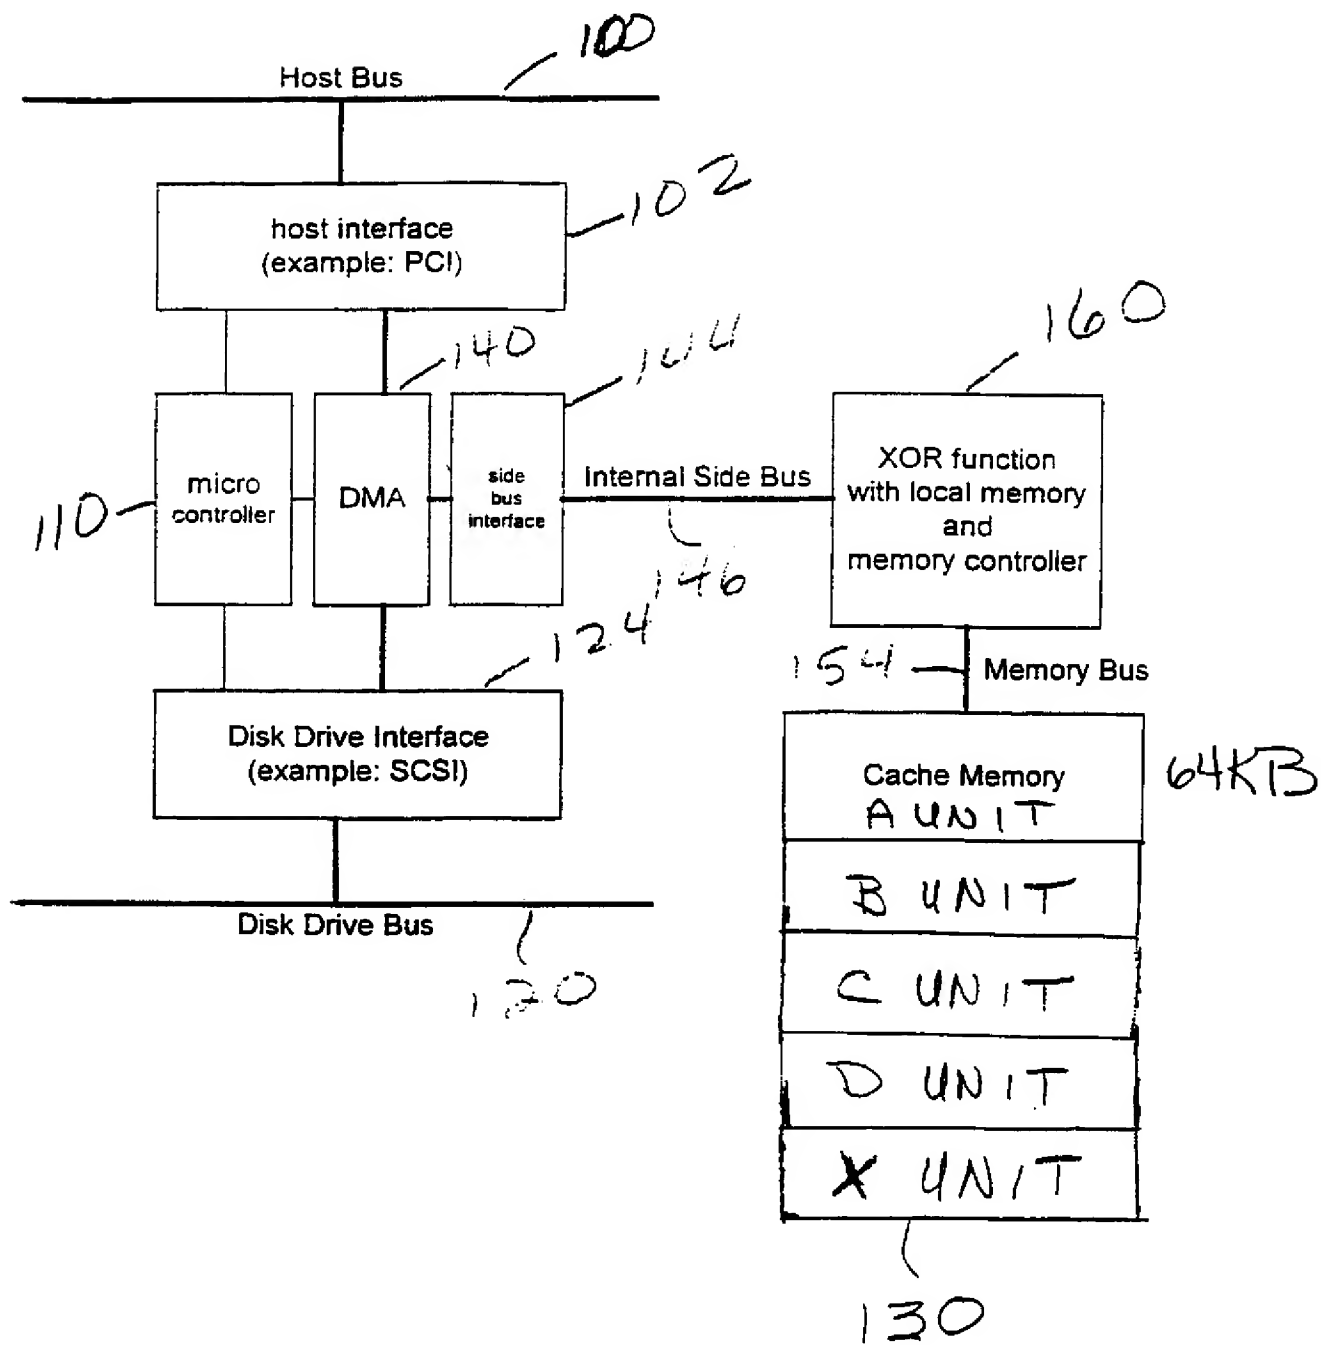 100
Host Bus
102
host interface
(example: PCI)
160
140
144
micro
controller
DMA
side
bus
interface
Internal Side Bus
XOR function
with local memory
and
memory controller
110
146
124
154
Memory Bus
Disk Drive Interface
(example: SCSI)
Cache Memory
64KB
A UNIT
B UNIT
Disk Drive Bus
C UNIT
120
D UNIT
X UNIT
130